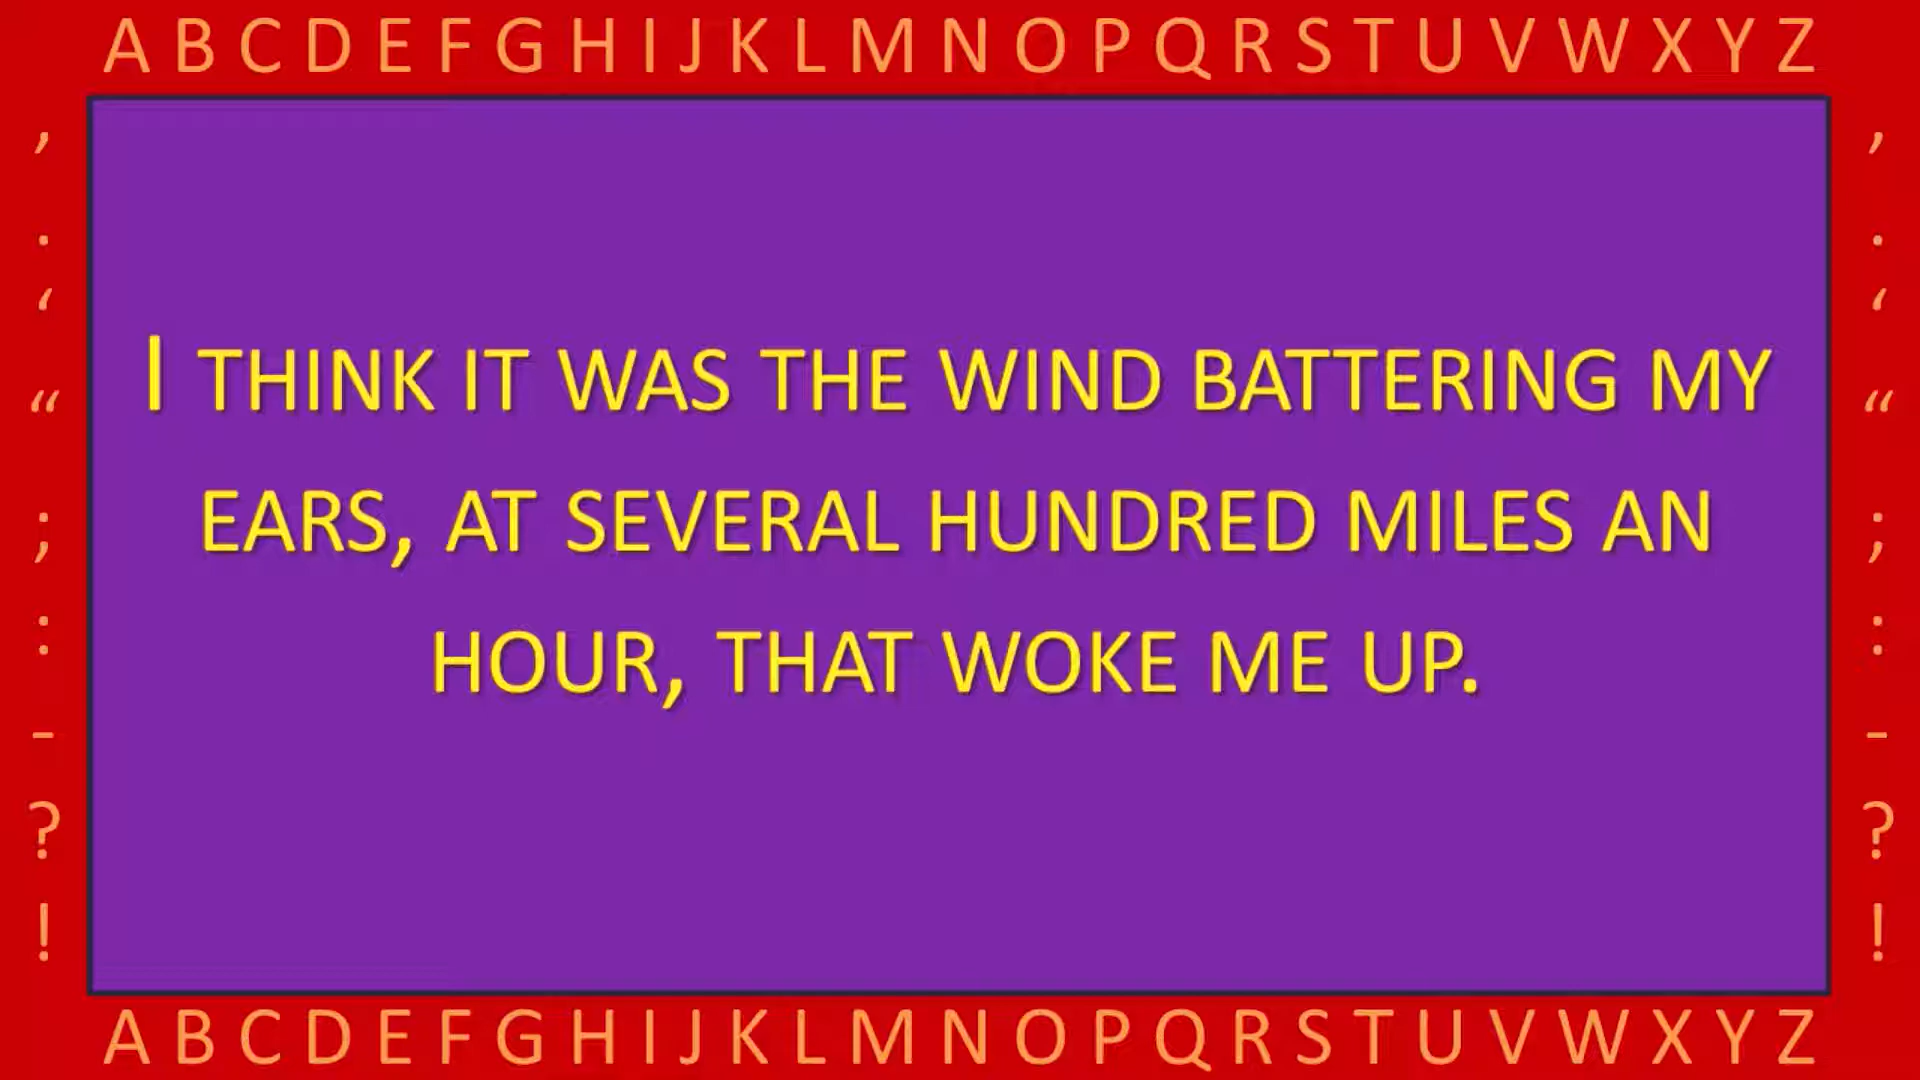 A B C D E F G H I J K L M N O P Q R S T U V W X Y Z
, ,
. .
‘ ‘
“ “
I THINK IT WAS THE WIND BATTERING MY
EARS, AT SEVERAL HUNDRED MILES AN
; ;
: :
HOUR, THAT WOKE ME UP.
- -
? ?
! !
A B C D E F G H I J K L M N O P Q R S T U V W X Y Z